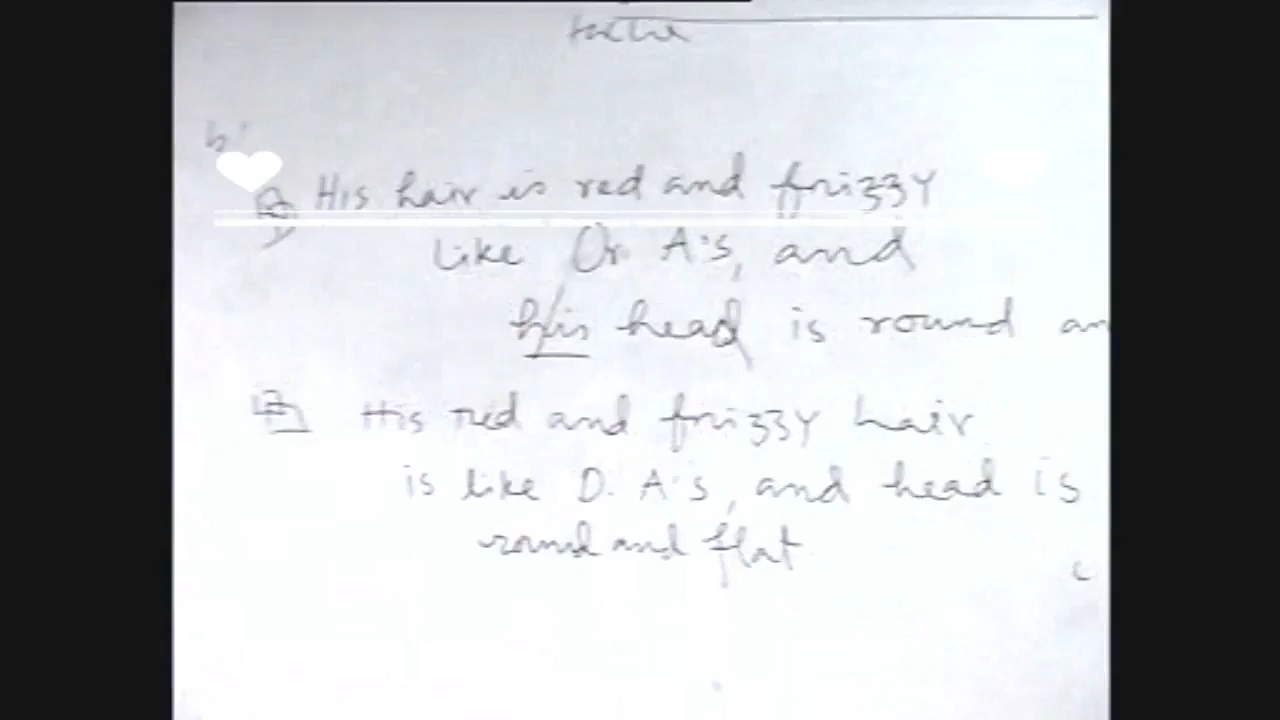 b'
His hair is red and frizzy
like Dr. A's, and
his head is round an
His red and frizzy hair
is like D. A's, and head is
round and flat
c